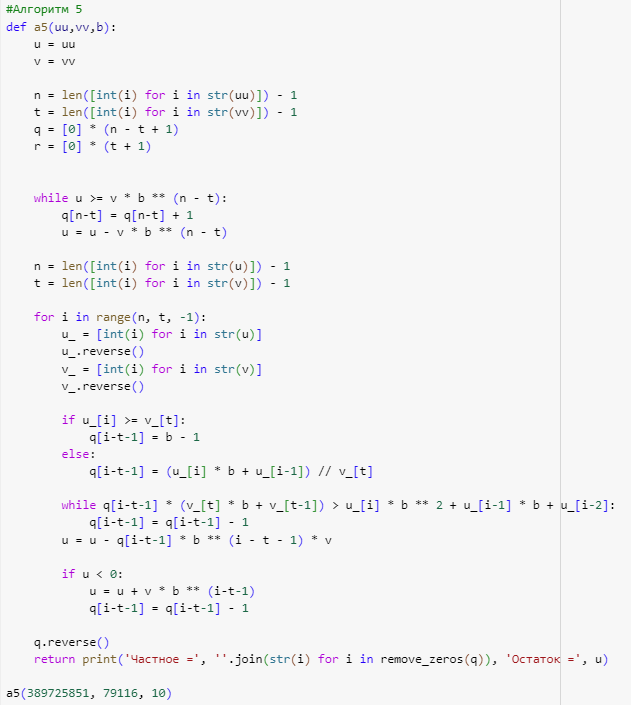 #Алгоритм 5
def a5(uu,vv,b):
    u = uu
    v = vv

    n = len([int(i) for i in str(uu)]) - 1
    t = len([int(i) for i in str(vv)]) - 1
    q = [0] * (n - t + 1)
    r = [0] * (t + 1)


    while u >= v * b ** (n - t):
        q[n-t] = q[n-t] + 1
        u = u - v * b ** (n - t)

    n = len([int(i) for i in str(u)]) - 1
    t = len([int(i) for i in str(v)]) - 1

    for i in range(n, t, -1):
        u_ = [int(i) for i in str(u)]
        u_.reverse()
        v_ = [int(i) for i in str(v)]
        v_.reverse()

        if u_[i] >= v_[t]:
            q[i-t-1] = b - 1
        else:
            q[i-t-1] = (u_[i] * b + u_[i-1]) // v_[t]

        while q[i-t-1] * (v_[t] * b + v_[t-1]) > u_[i] * b ** 2 + u_[i-1] * b + u_[i-2]:
            q[i-t-1] = q[i-t-1] - 1
        u = u - q[i-t-1] * b ** (i - t - 1) * v

        if u < 0:
            u = u + v * b ** (i-t-1)
            q[i-t-1] = q[i-t-1] - 1

    q.reverse()
    return print('Частное =', ''.join(str(i) for i in remove_zeros(q)), 'Остаток =', u)

a5(389725851, 79116, 10)